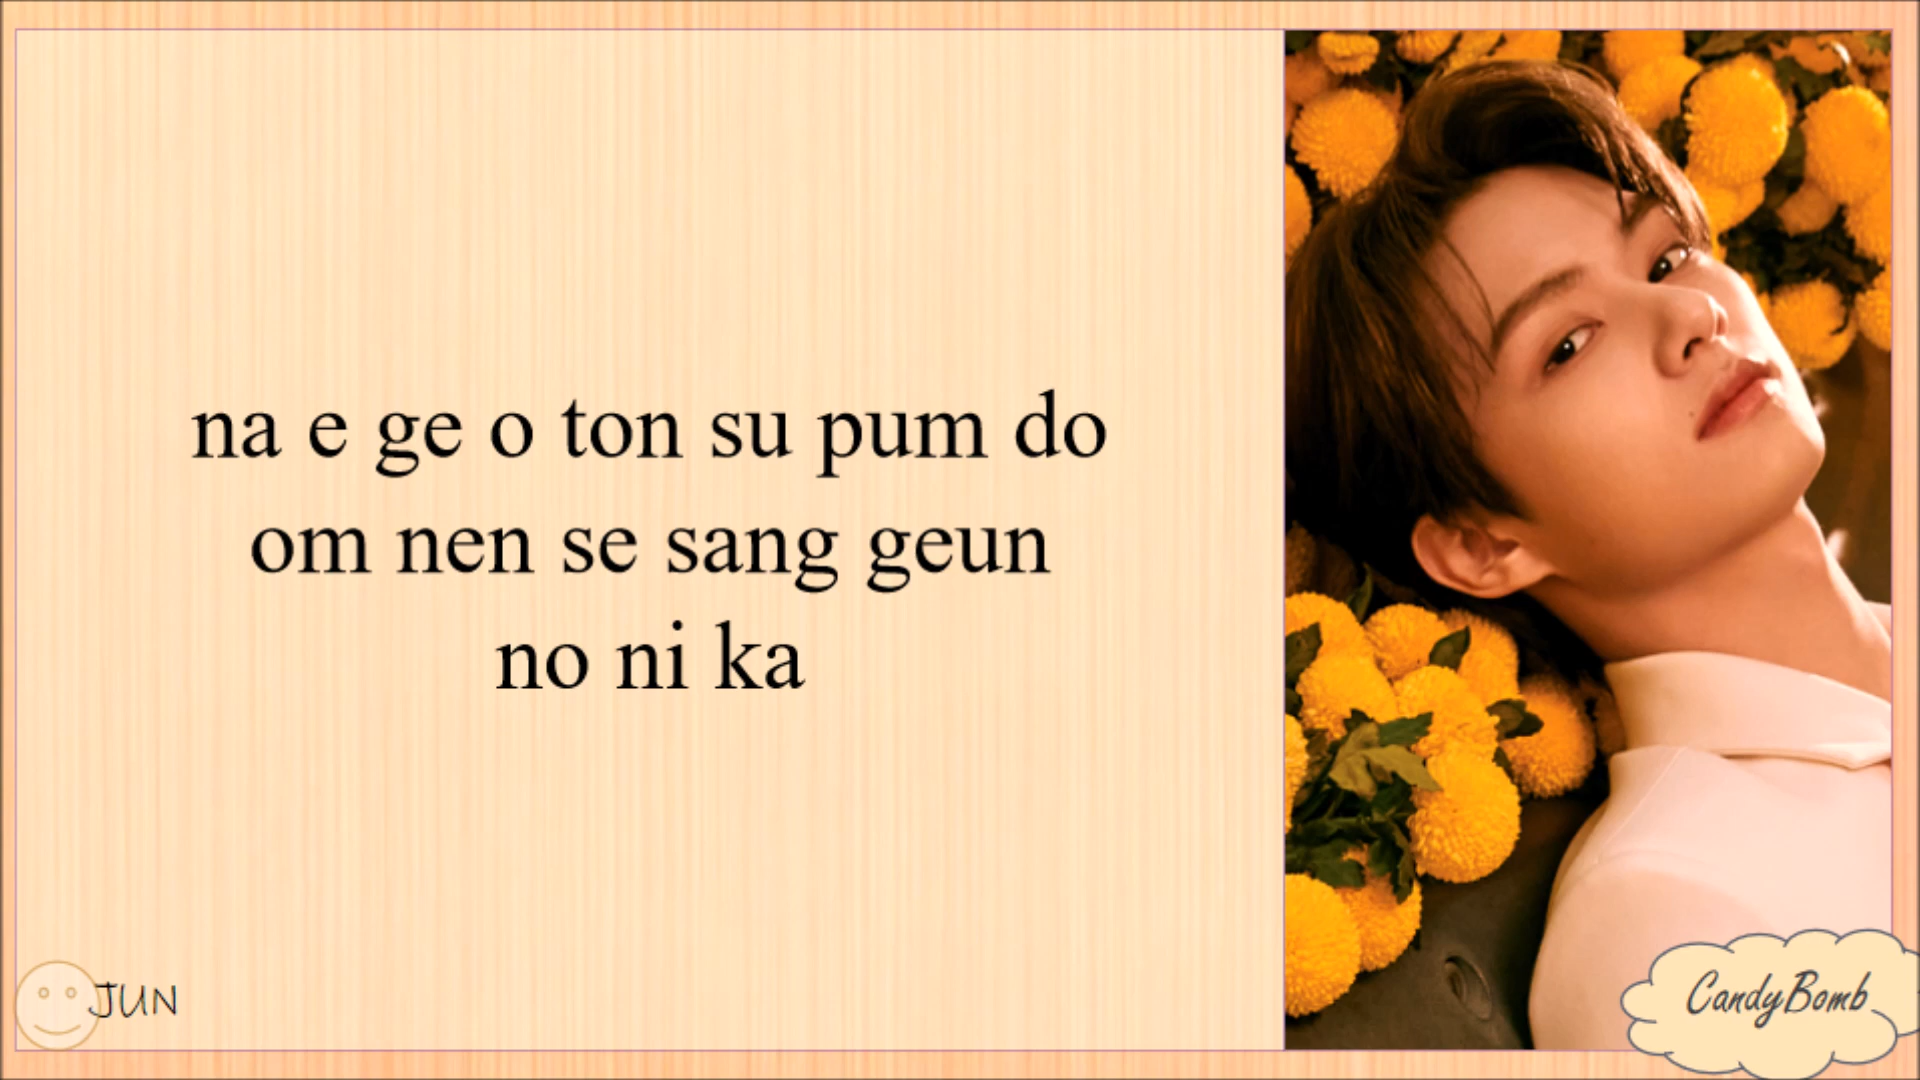 na e ge o ton su pum do
om nen se sang geun
no ni ka
JUN
CandyBomb